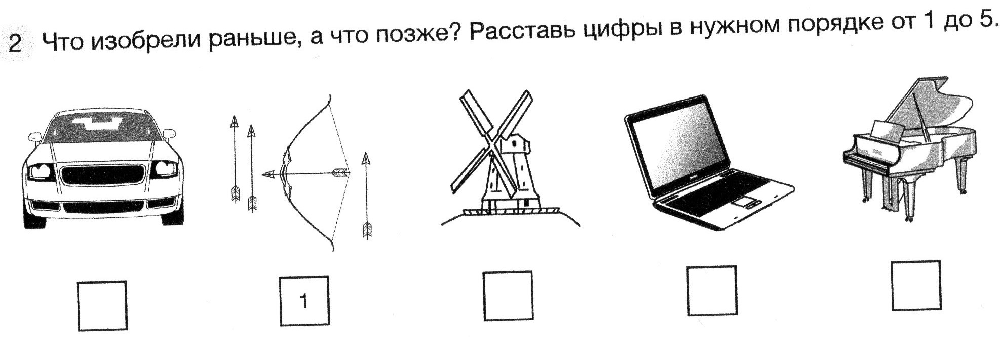 2 Что изобрели раньше, а что позже? Расставь цифры в нужном порядке от 1 до 5.
1